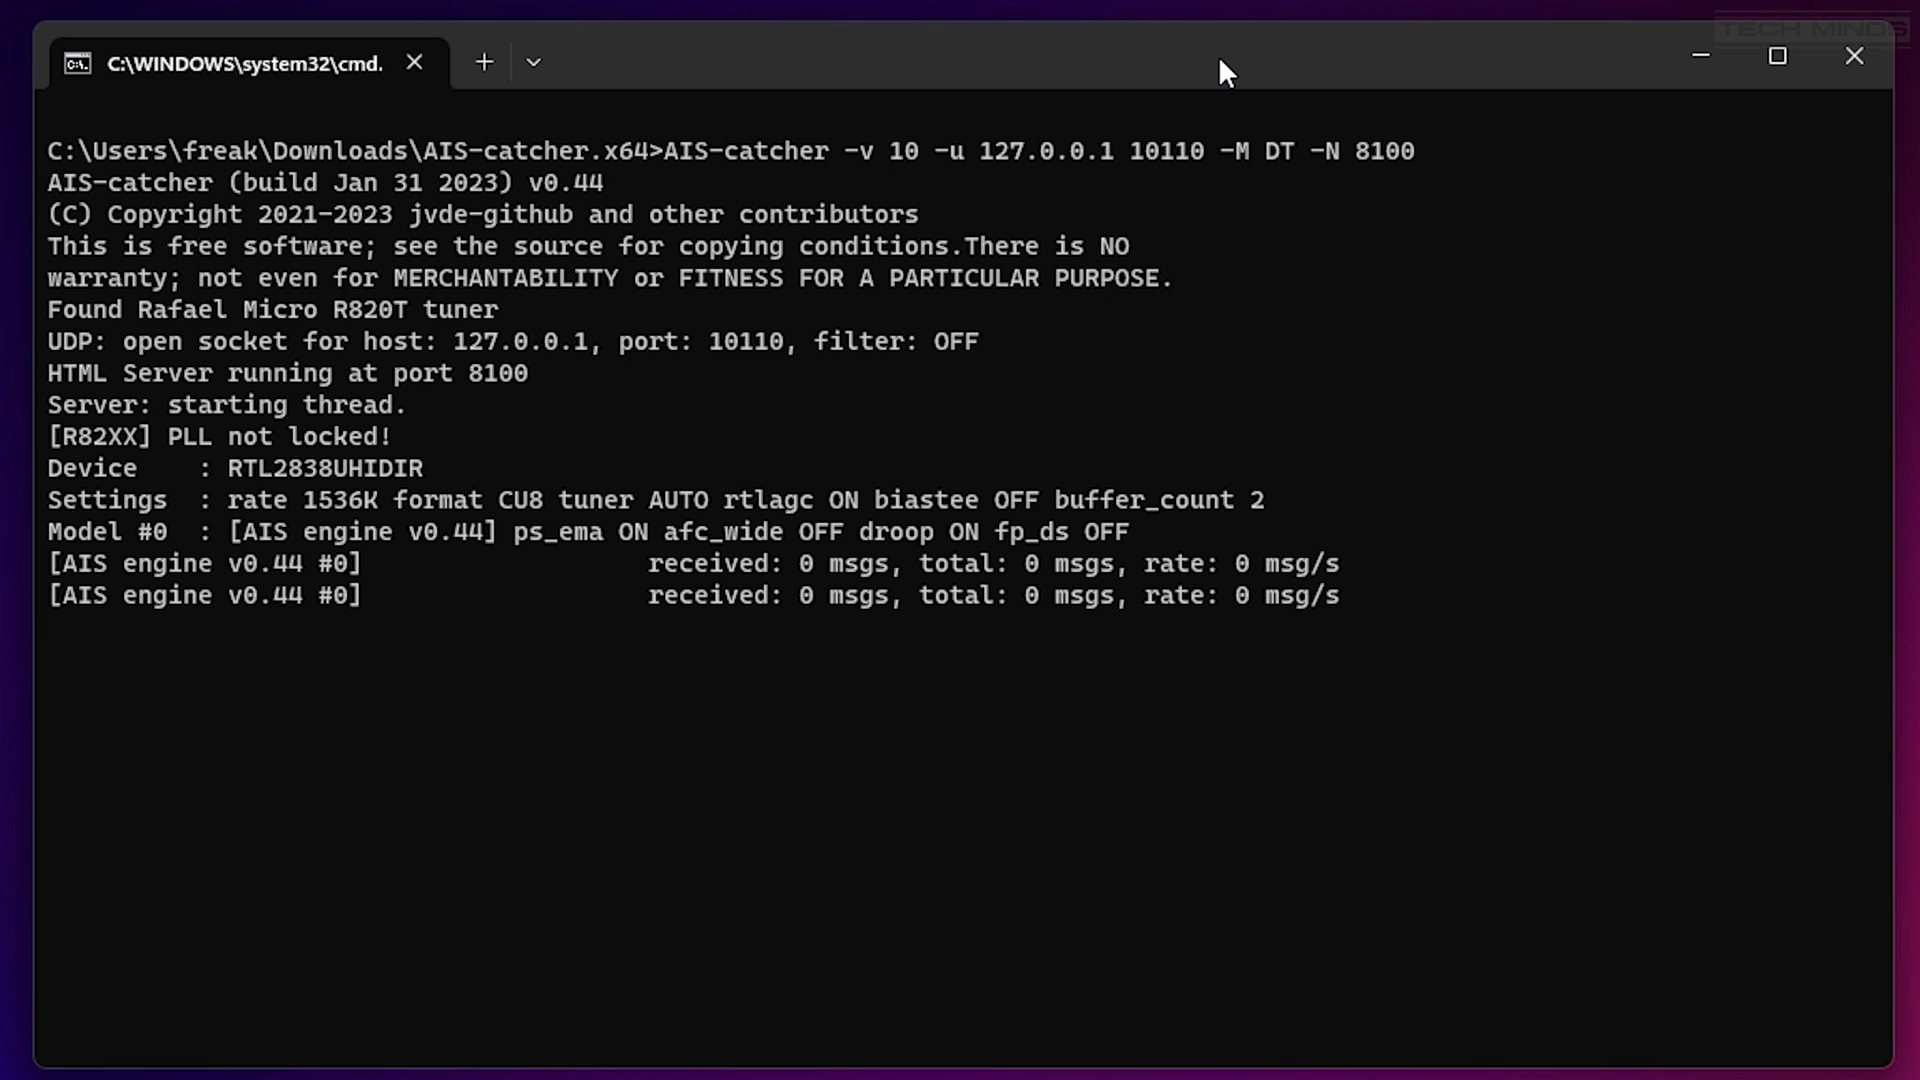 TECH MINDS
C:\WINDOWS\system32\cmd.
C:\Users\freak\Downloads\AIS-catcher.x64>AIS-catcher -v 10 -u 127.0.0.1 10110 -M DT -N 8100
AIS-catcher (build Jan 31 2023) v0.44
(C) Copyright 2021-2023 jvde-github and other contributors
This is free software; see the source for copying conditions.There is NO
warranty; not even for MERCHANTABILITY or FITNESS FOR A PARTICULAR PURPOSE.
Found Rafael Micro R820T tuner
UDP: open socket for host: 127.0.0.1, port: 10110, filter: OFF
HTML Server running at port 8100
Server: starting thread.
[R82XX] PLL not locked!
Device    : RTL2838UHIDIR
Settings  : rate 1536K format CU8 tuner AUTO rtlagc ON biastee OFF buffer_count 2
Model #0  : [AIS engine v0.44] ps_ema ON afc_wide OFF droop ON fp_ds OFF
[AIS engine v0.44 #0]                   received: 0 msgs, total: 0 msgs, rate: 0 msg/s
[AIS engine v0.44 #0]                   received: 0 msgs, total: 0 msgs, rate: 0 msg/s